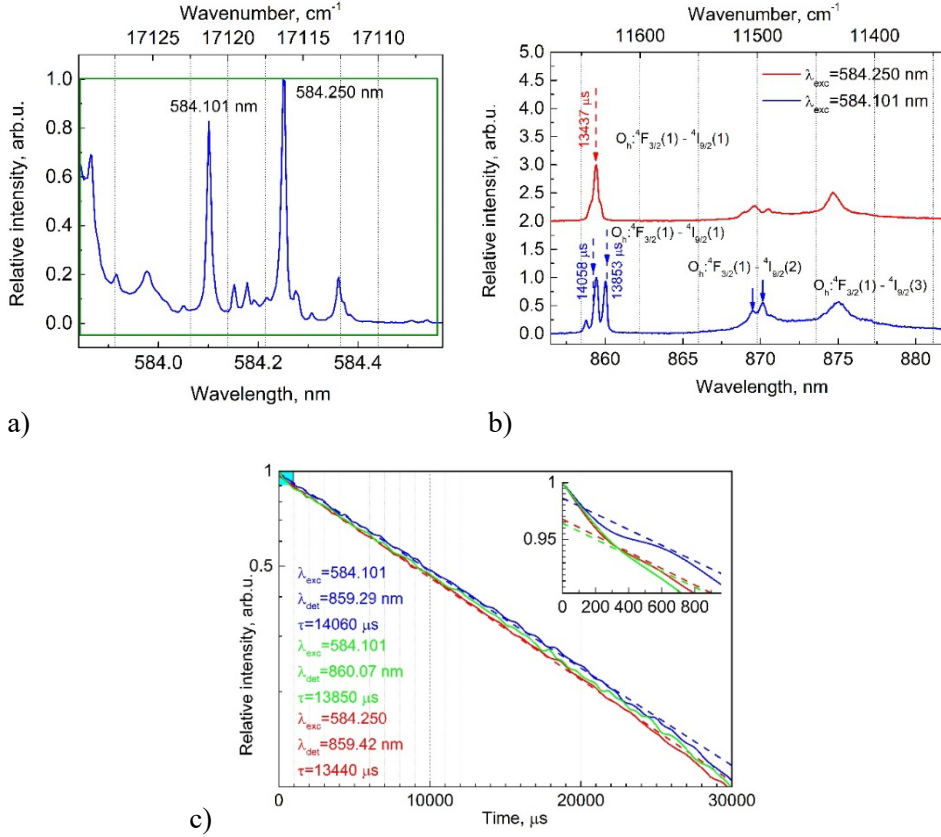 Wavenumber, cm-1
17125 17120 17115 17110
Relative intensity, arb.u.
1.0
0.8
0.6
0.4
0.2
0.0
584.101 nm
584.250 nm
584.0 584.2 584.4
Wavelength, nm
a)
Wavenumber, cm-1
11600 11500 11400
Relative intensity, arb.u.
5.0
4.5
4.0
3.5
3.0
2.5
2.0
1.5
1.0
0.5
0.0
λexc=584.250 nm
λexc=584.101 nm
13437 μs
Oh:4F3/2(1) - 4I9/2(1)
Oh:4F3/2(1) - 4I9/2(1)
14058 μs
13853 μs
Oh:4F3/2(1) - 4I9/2(2)
Oh:4F3/2(1) - 4I9/2(3)
860 865 870 875 880
Wavelength, nm
b)
Relative intensity, arb.u.
1
0.5
λexc=584.101
λdet=859.29 nm
τ=14060 μs
λexc=584.101
λdet=860.07 nm
τ=13850 μs
λexc=584.250
λdet=859.42 nm
τ=13440 μs
1
0.95
0 200 400 600 800
0 10000 20000 30000
Time, μs
c)